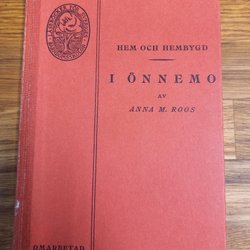 HEM OCH HEMBYGD
I ÖNNEMO
AV
ANNA M. ROOS
OMARBETAD